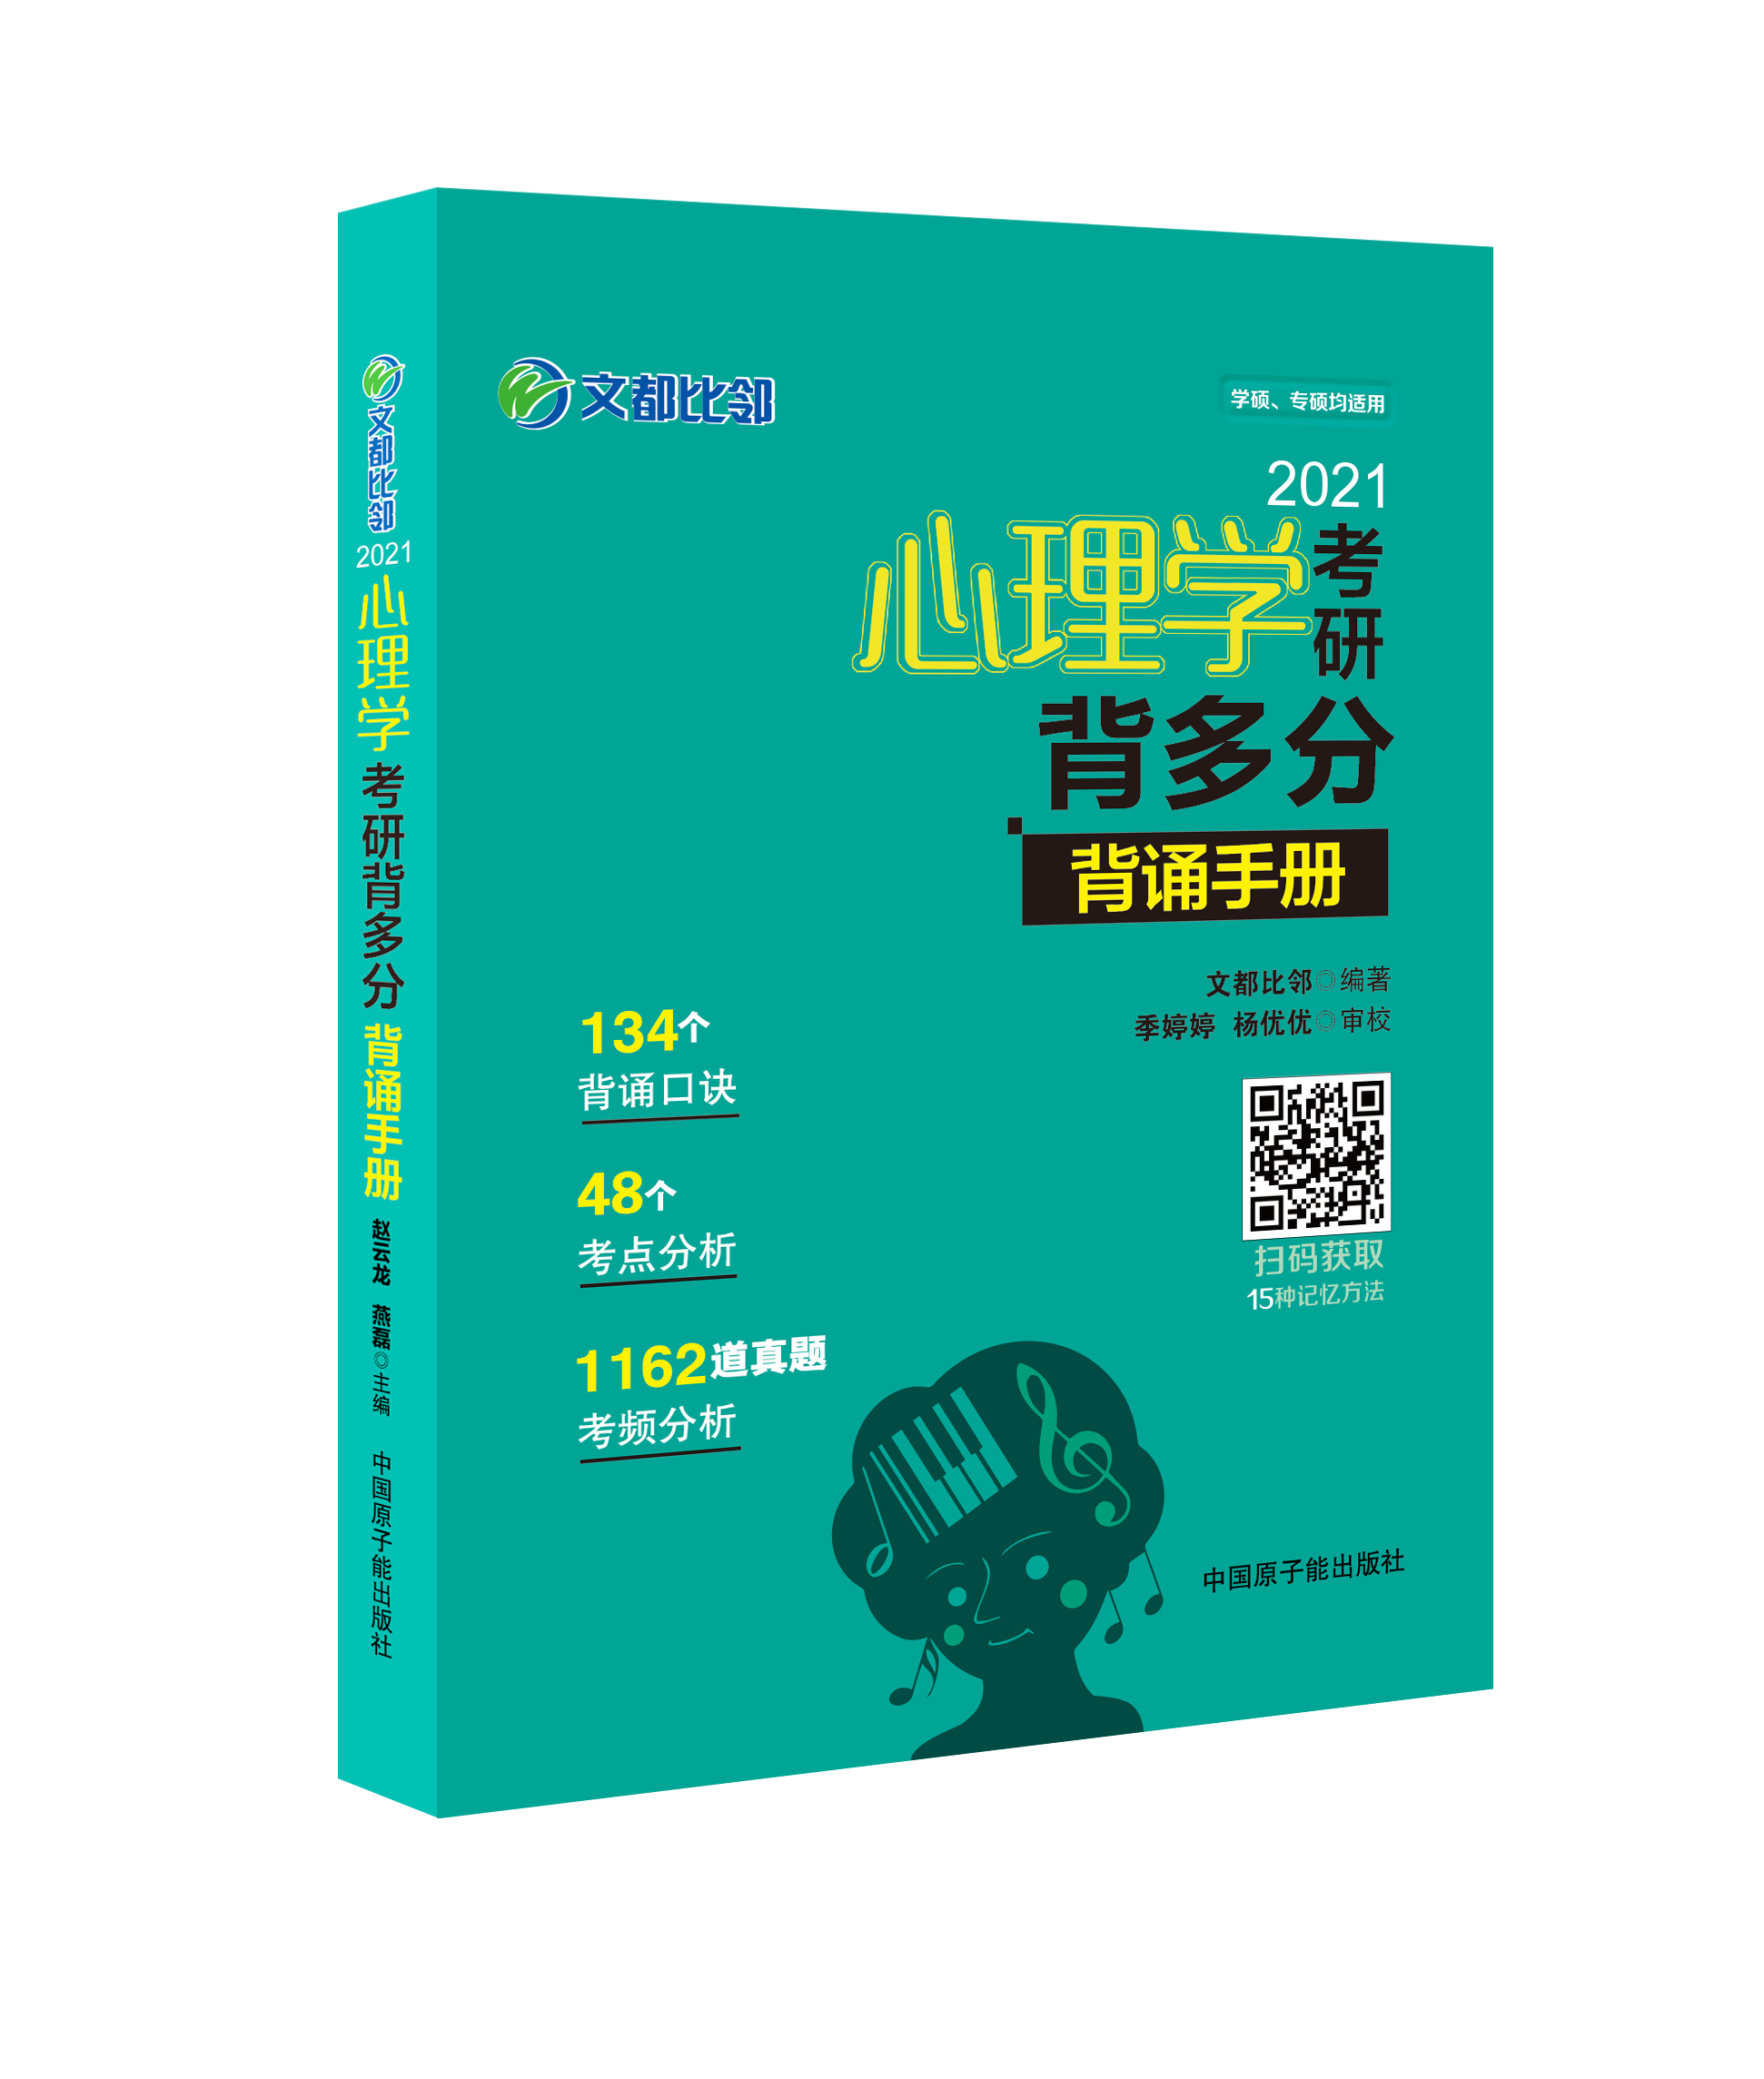 文都比邻
2021
心理学
考研背多分
背诵手册
赵云龙 燕磊◎主编
中国原子能出版社
文都比邻
学硕、专硕均适用
2021
心理学考研
背多分
背诵手册
文都比邻◎编著
季婷婷 杨优优◎审校
134个
背诵口诀
48个
考点分析
1162道真题
考频分析
扫码获取
15种记忆方法
中国原子能出版社